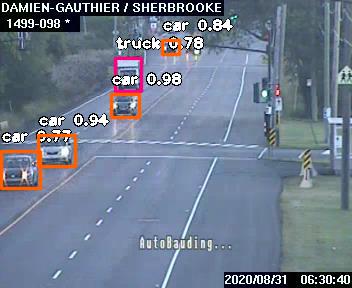 DAMIEN-GAUTHIER / SHERBROOKE
1499-098 *
car 0.84
truck 0.78
car 0.98
car 0.94
car 0.77
AutoBauding...
2020/08/31 06:30:40